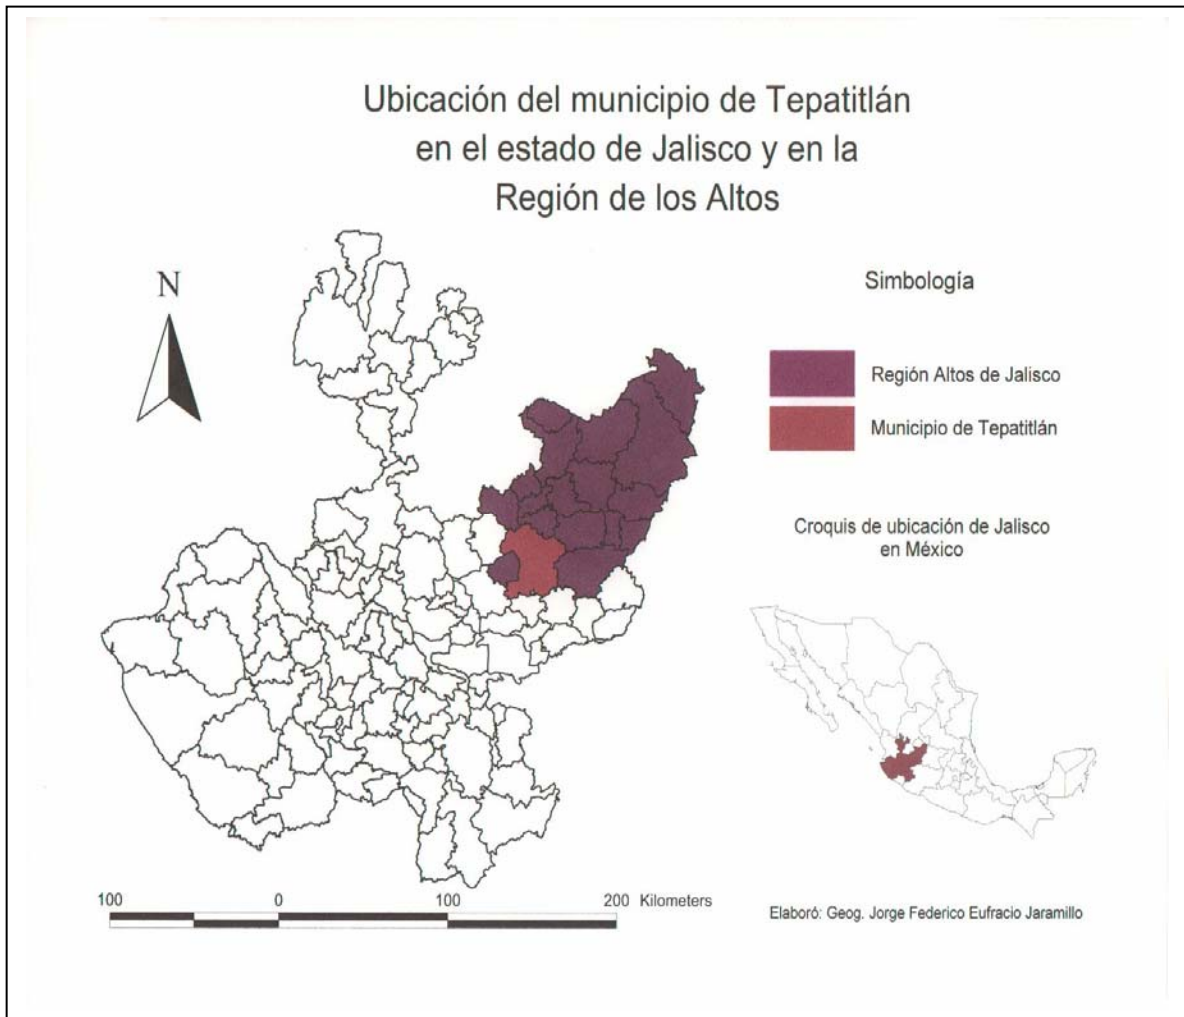 Ubicación del municipio de Tepatitlán
en el estado de Jalisco y en la
Región de los Altos
N
Simbología
Región Altos de Jalisco
Municipio de Tepatitlán
Croquis de ubicación de Jalisco
en México
100 0 100 200 Kilometers
Elaboró: Geog. Jorge Federico Eufracio Jaramillo